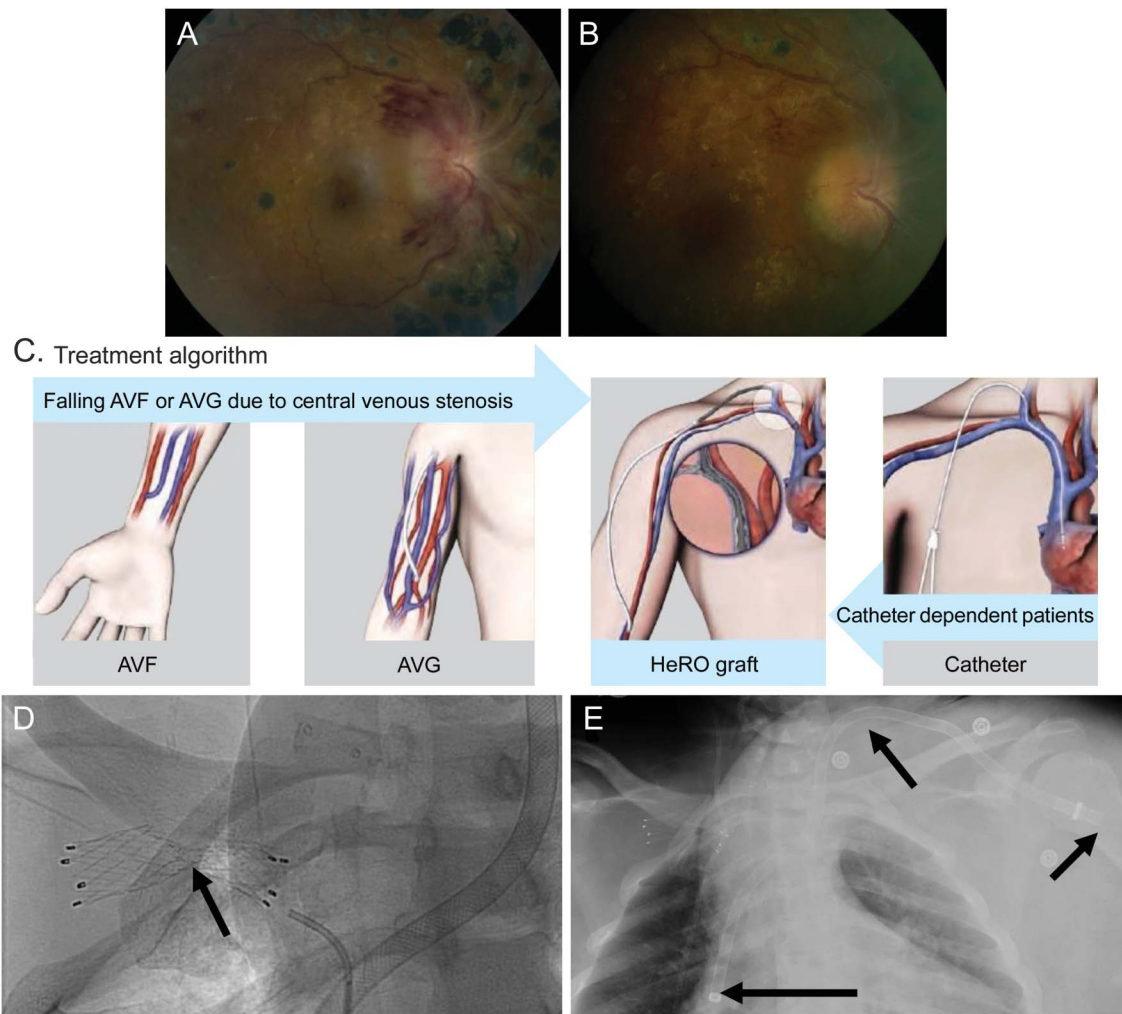 A
B
C. Treatment algorithm
Falling AVF or AVG due to central venous stenosis
Catheter dependent patients
AVF
AVG
HeRO graft
Catheter
D
E